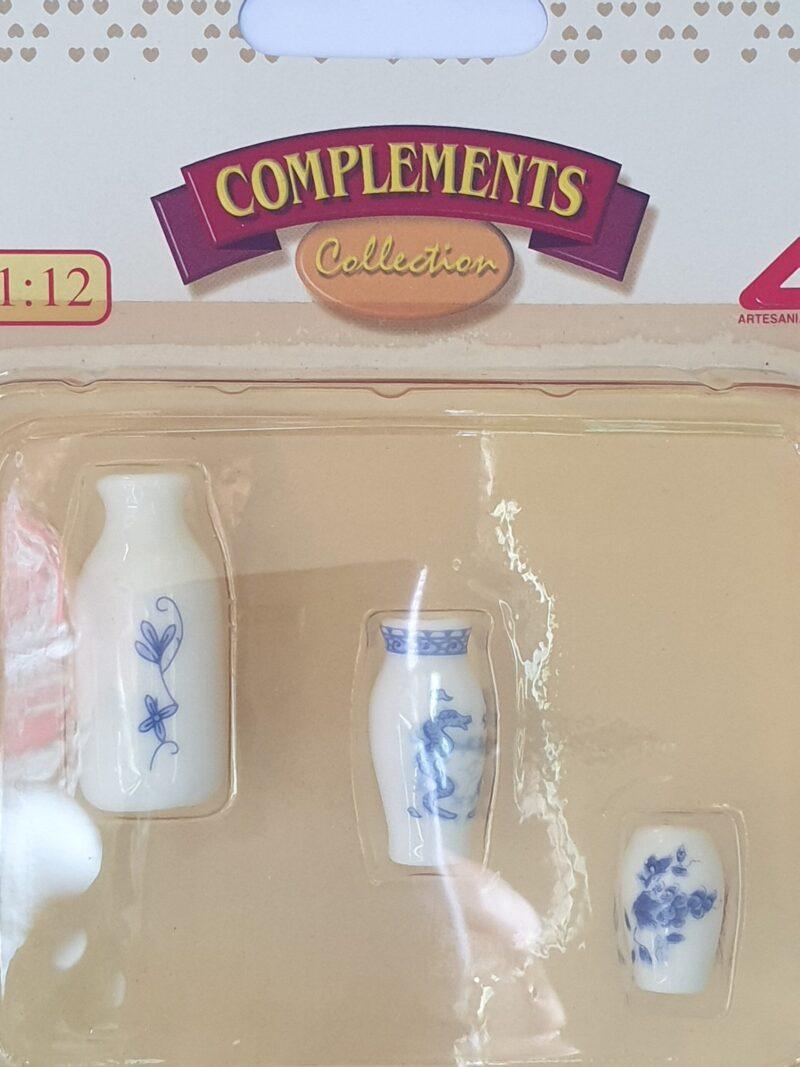 COMPLEMENTS
Collection
1:12
ARTESANI